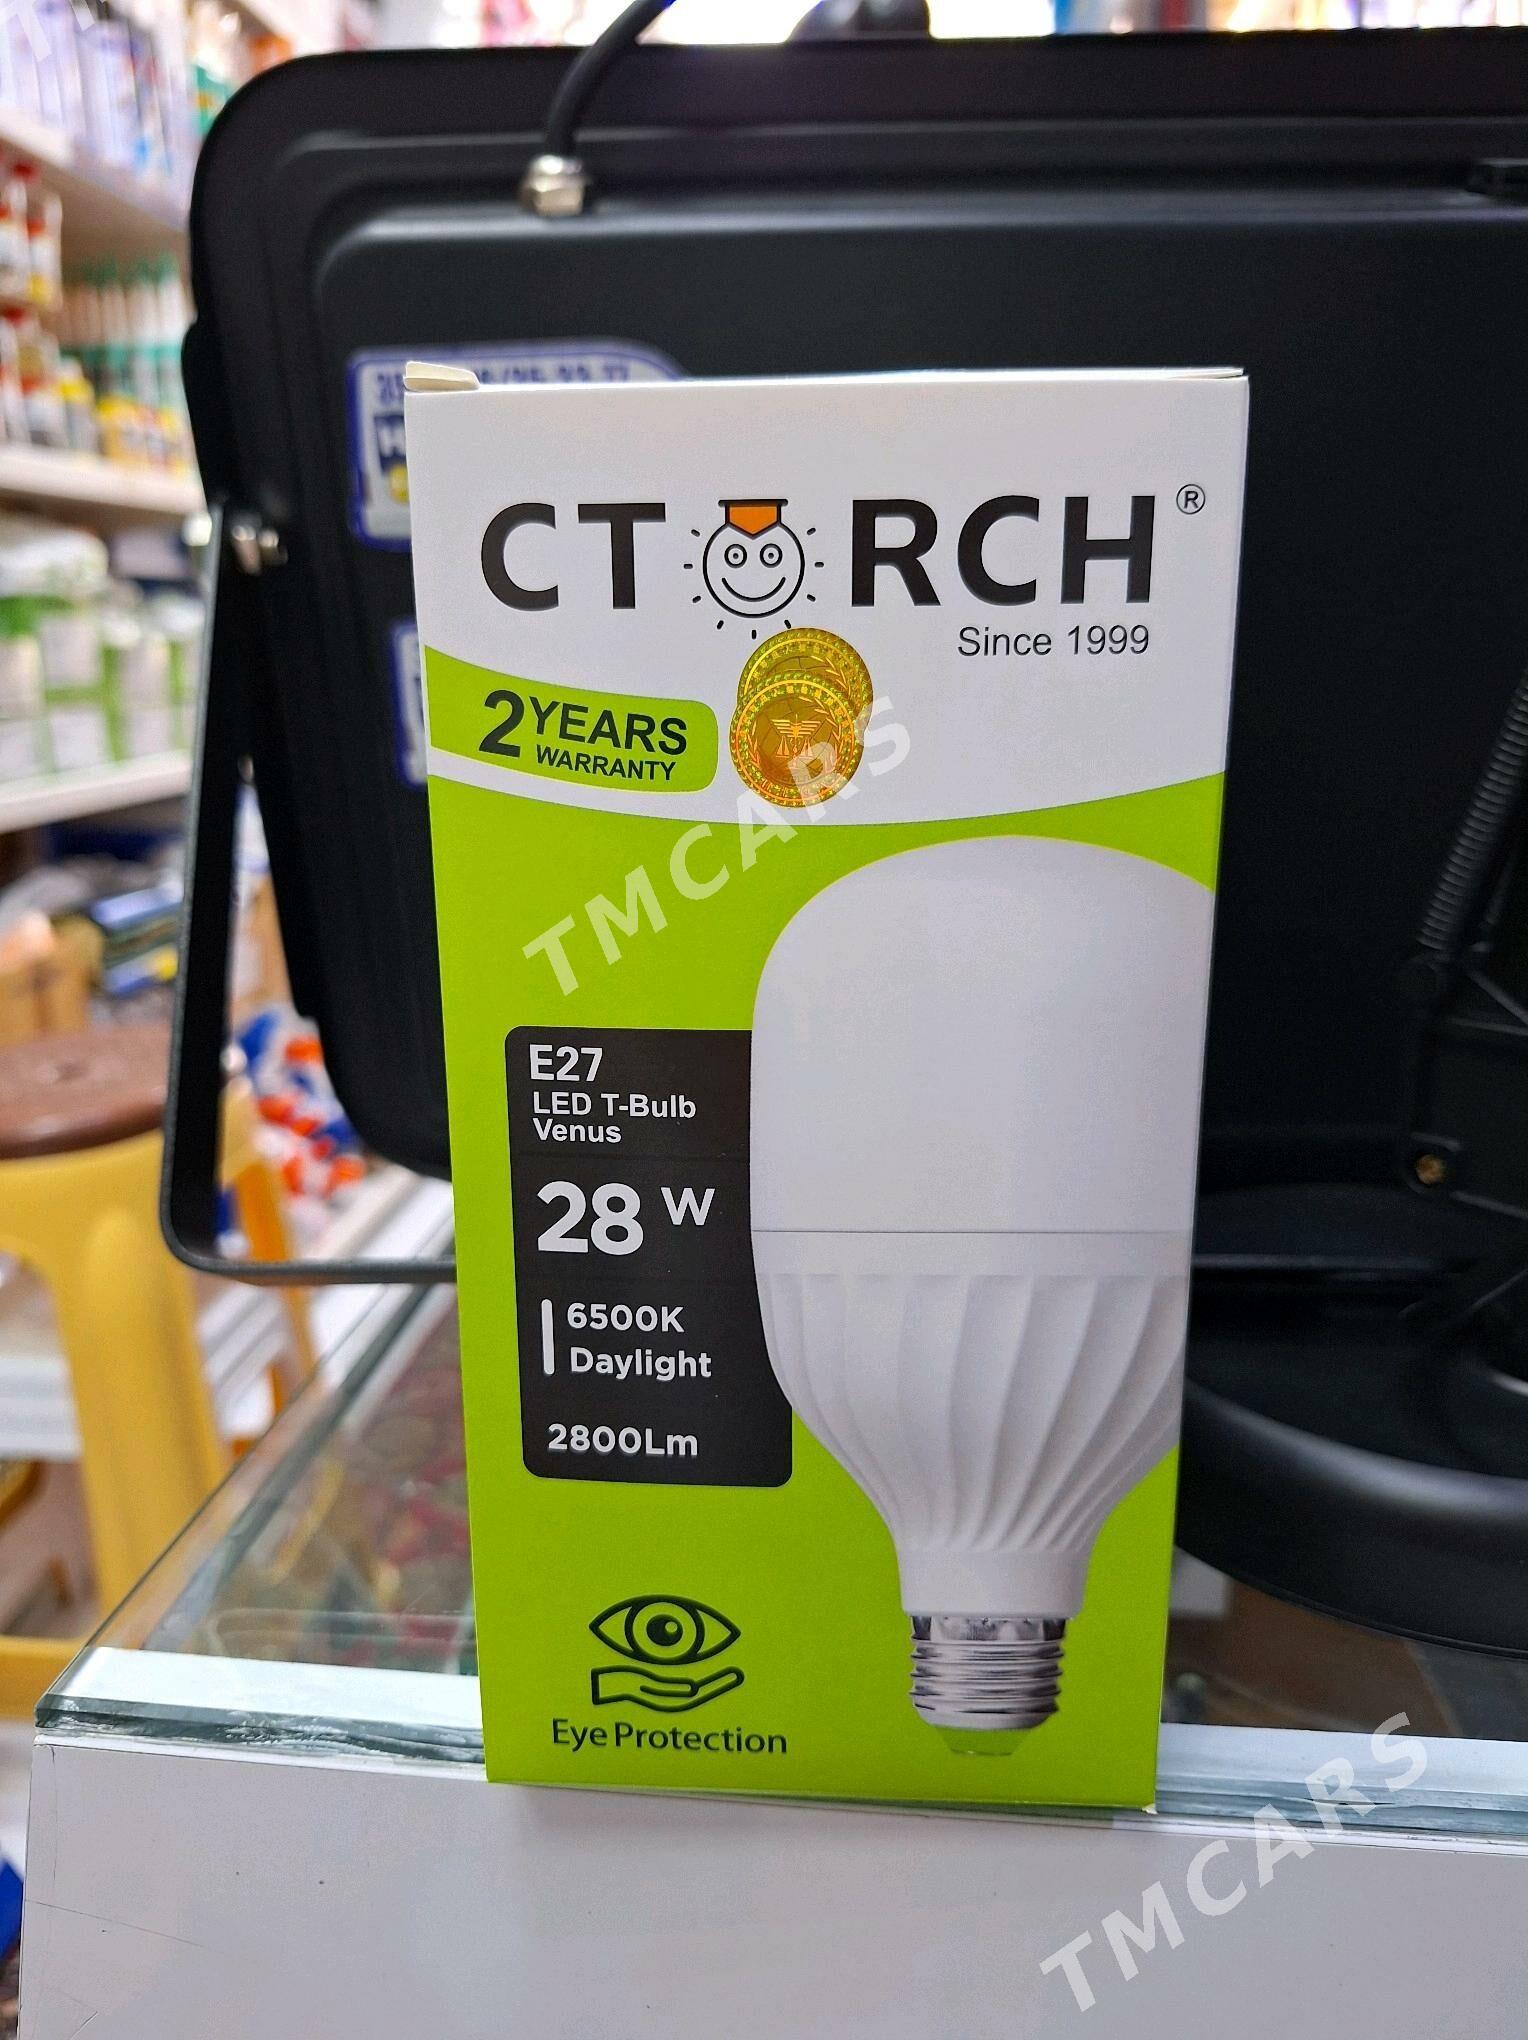 CTORCH®
Since 1999
2 YEARS
WARRANTY
TMCARS
E27
LED T-Bulb
Venus
28 W
6500K
Daylight
2800Lm
Eye Protection
TMCARS